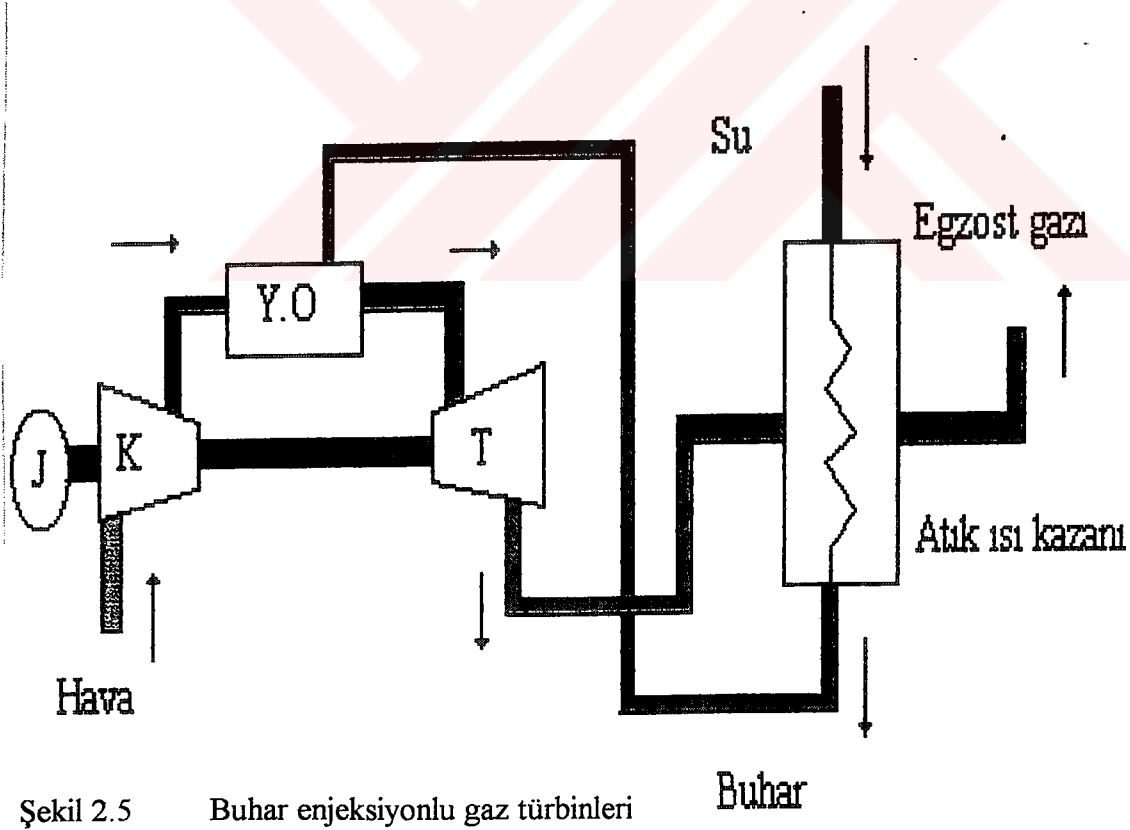 Su
Egzost gazı
Y.O
J
K
T
Atık ısı kazanı
Hava
Buhar
Şekil 2.5 Buhar enjeksiyonlu gaz türbinleri